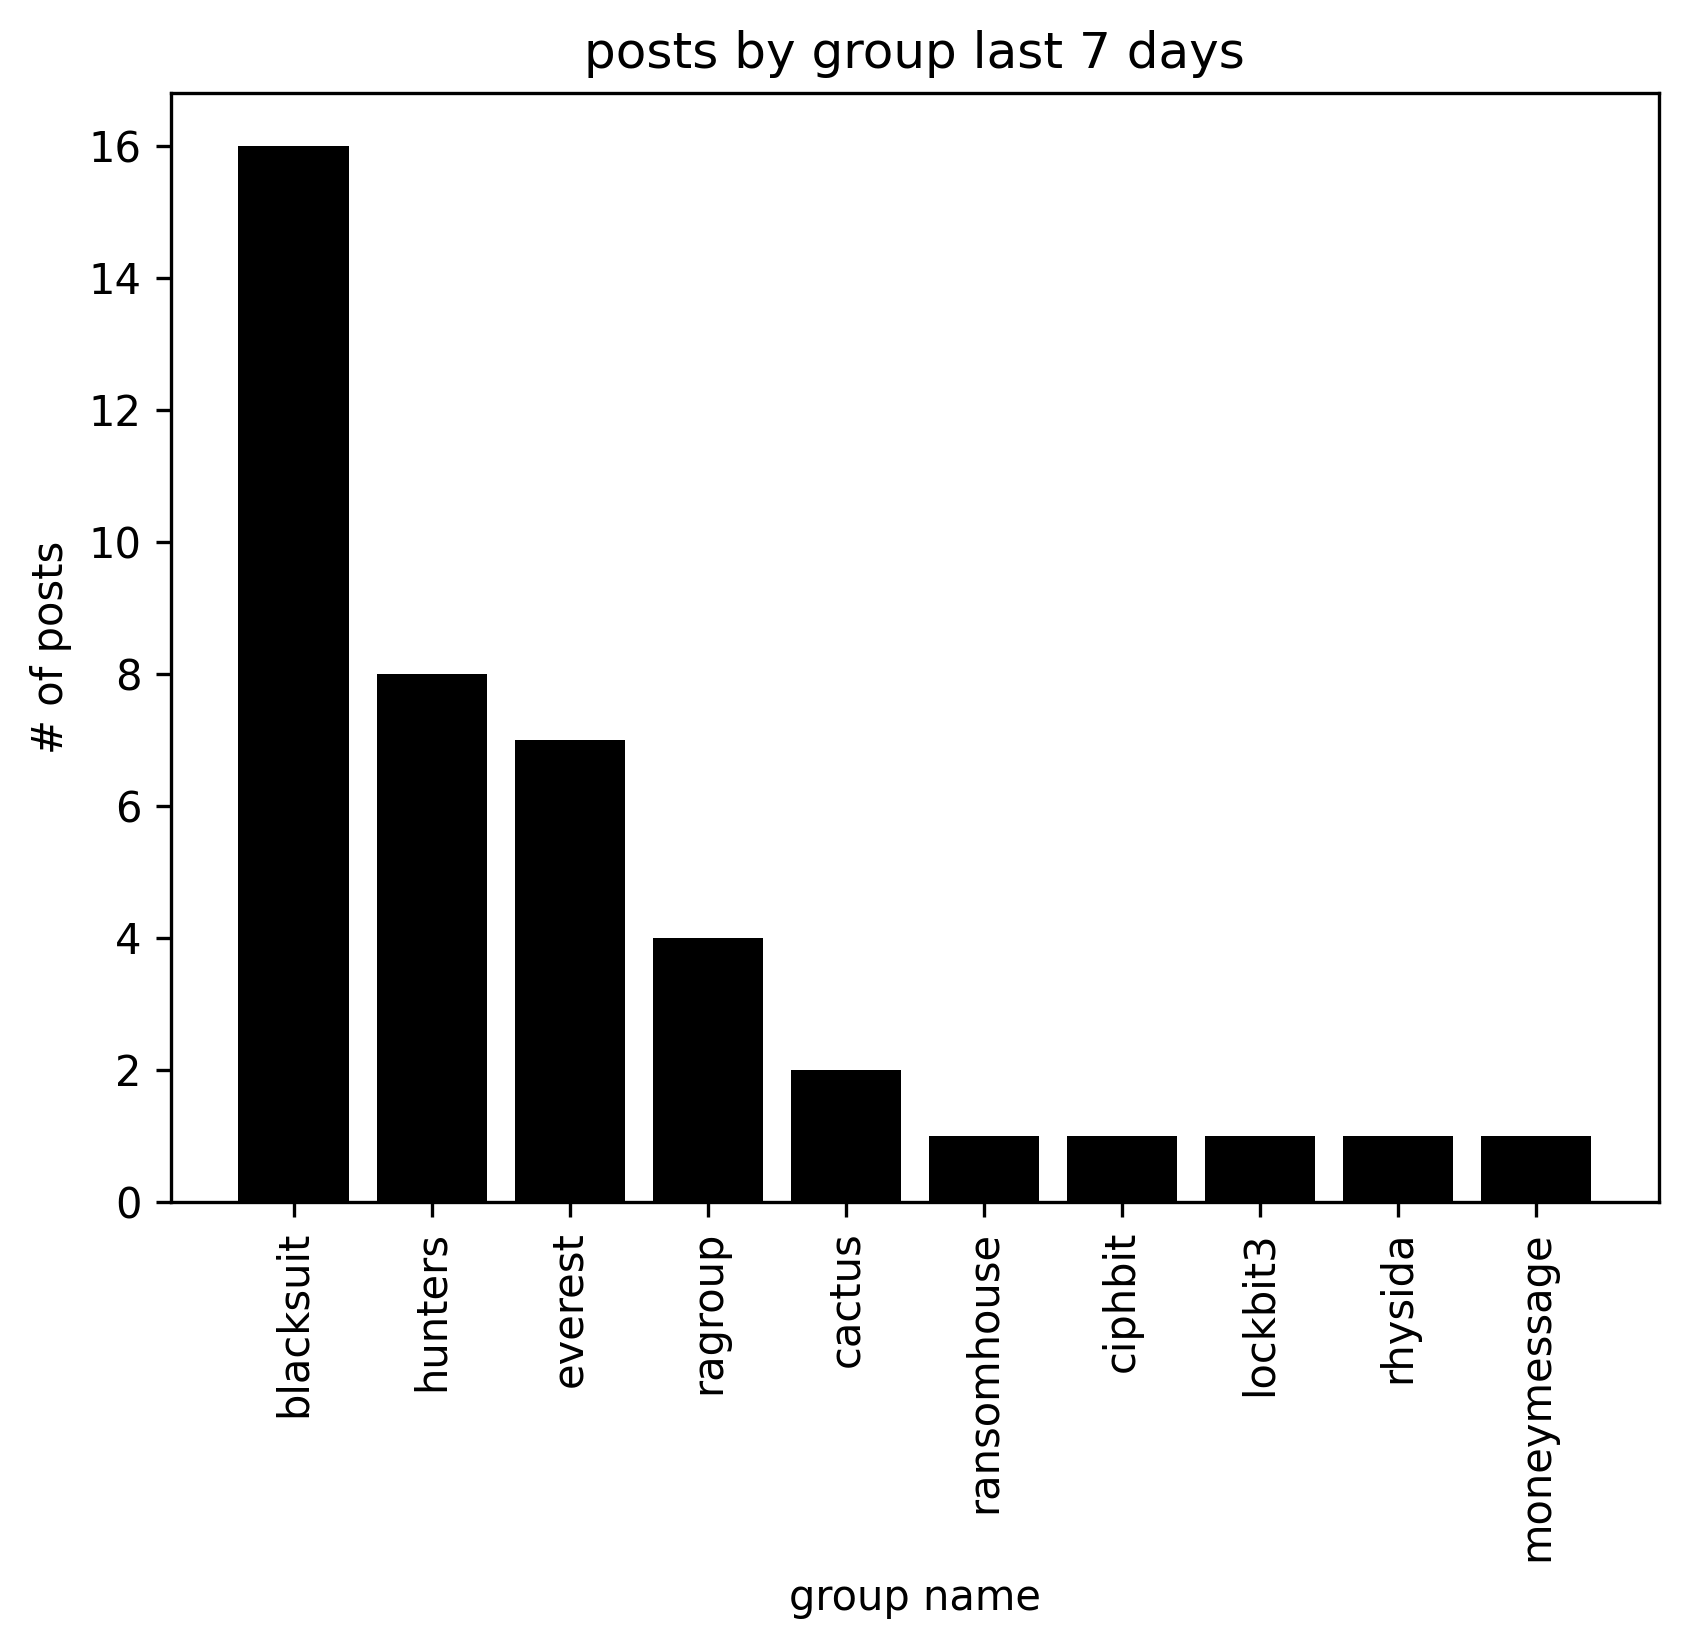 posts by group last 7 days
# of posts
16
14
12
10
8
6
4
2
0
blacksuit
hunters
everest
ragroup
cactus
ransomhouse
ciphbit
lockbit3
rhysida
moneymessage
group name